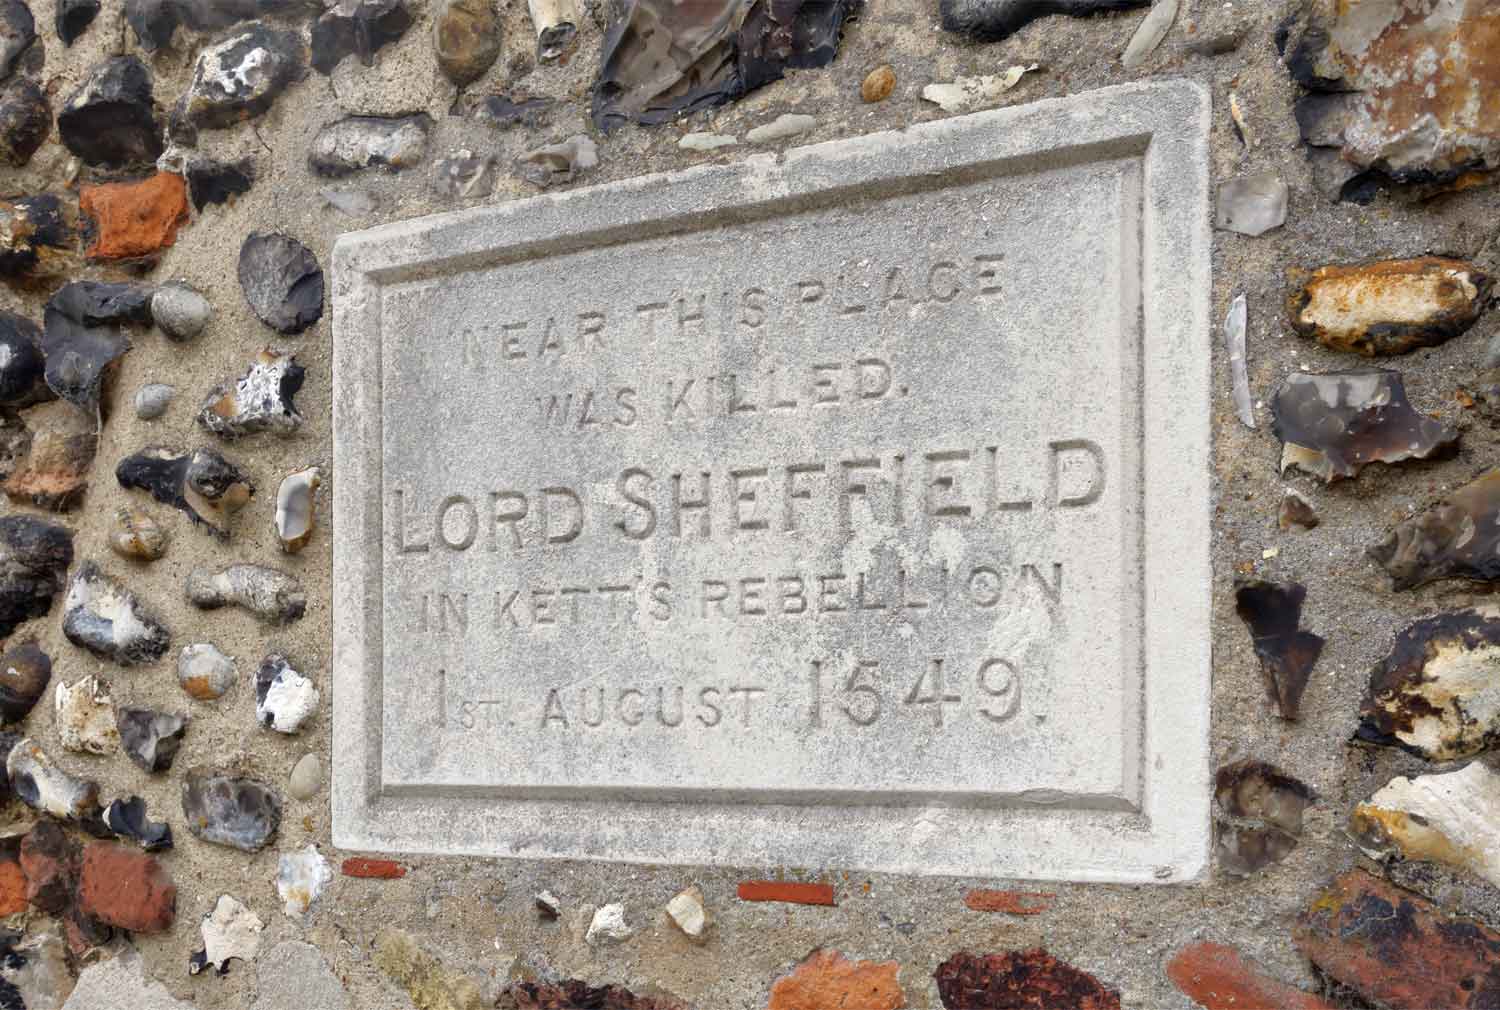 NEAR THIS PLACE
WAS KILLED.
LORD SHEFFIELD
IN KETT'S REBELLION
1ST. AUGUST 1549.